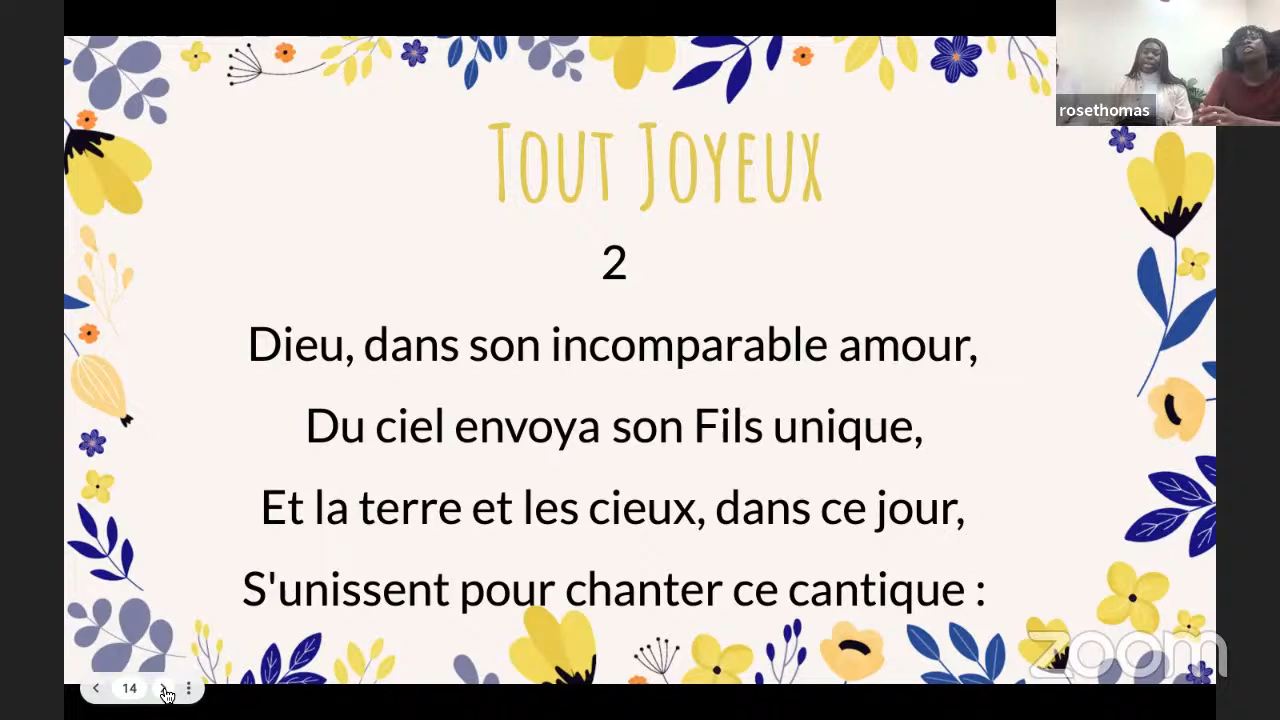 rosethomas
Tout Joyeux
2
Dieu, dans son incomparable amour,
Du ciel envoya son Fils unique,
Et la terre et les cieux, dans ce jour,
S'unissent pour chanter ce cantique :
zoom
14